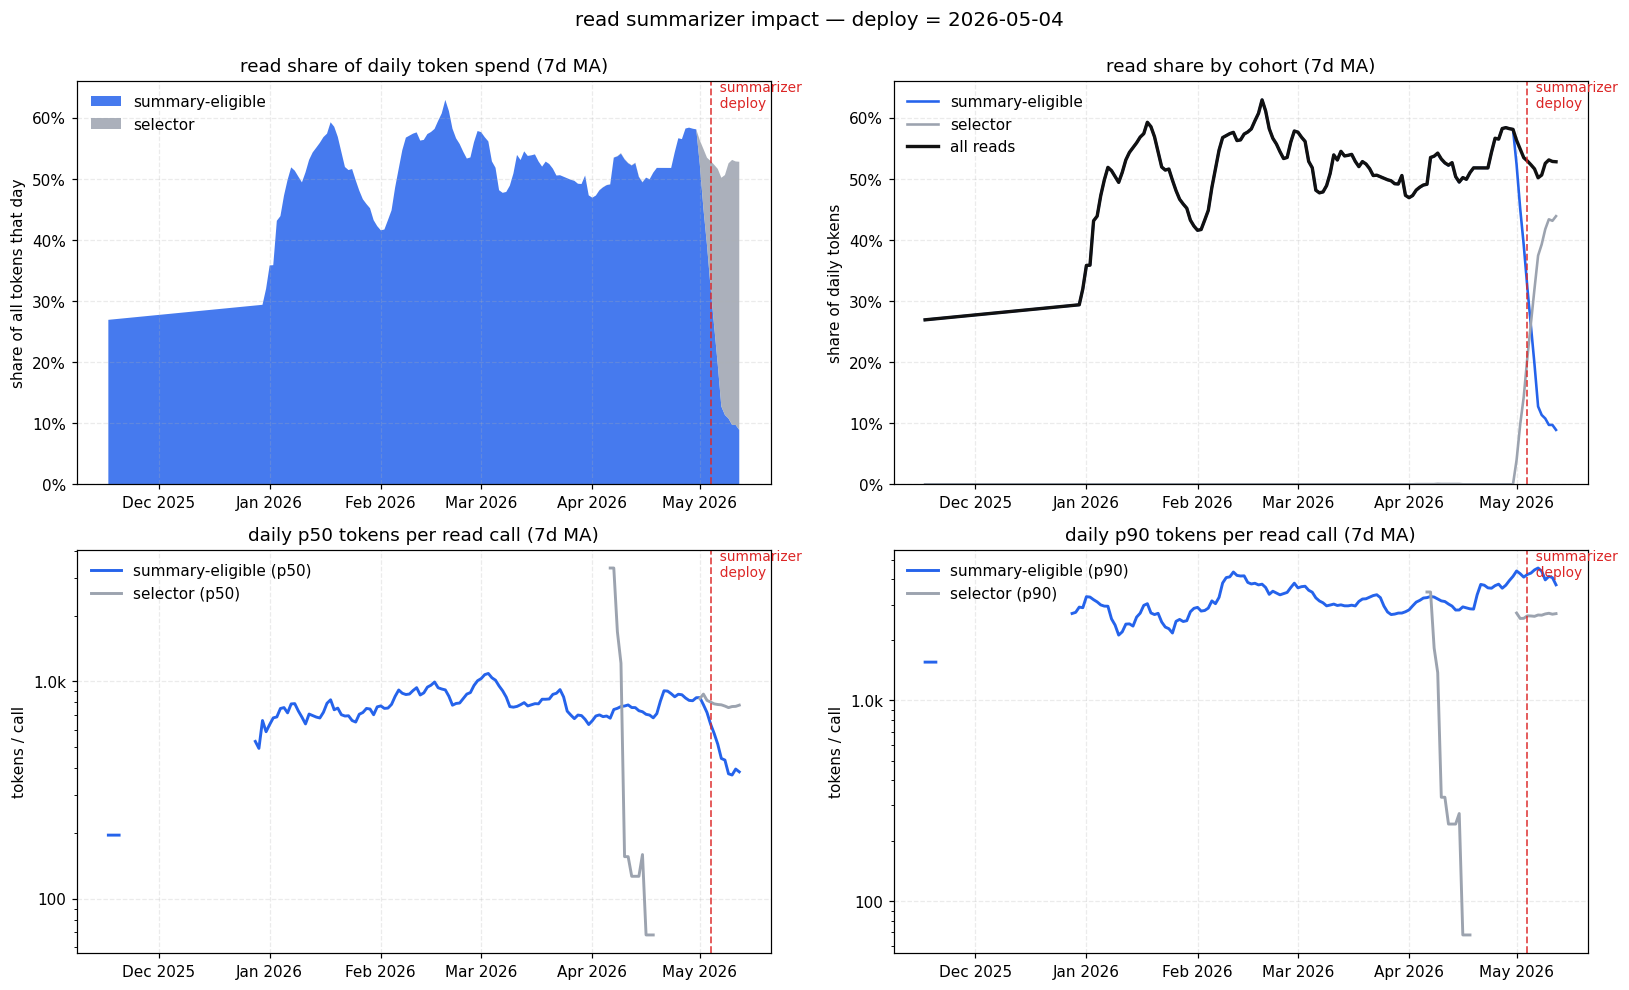 read summarizer impact — deploy = 2026-05-04
read share of daily token spend (7d MA)
summarizer
deploy
summary-eligible
selector
share of all tokens that day
60%
50%
40%
30%
20%
10%
0%
Dec 2025
Jan 2026
Feb 2026
Mar 2026
Apr 2026
May 2026
read share by cohort (7d MA)
summarizer
deploy
summary-eligible
selector
all reads
share of daily tokens
60%
50%
40%
30%
20%
10%
0%
Dec 2025
Jan 2026
Feb 2026
Mar 2026
Apr 2026
May 2026
daily p50 tokens per read call (7d MA)
summarizer
deploy
summary-eligible (p50)
selector (p50)
tokens / call
1.0k
100
Dec 2025
Jan 2026
Feb 2026
Mar 2026
Apr 2026
May 2026
daily p90 tokens per read call (7d MA)
summarizer
deploy
summary-eligible (p90)
selector (p90)
tokens / call
1.0k
100
Dec 2025
Jan 2026
Feb 2026
Mar 2026
Apr 2026
May 2026